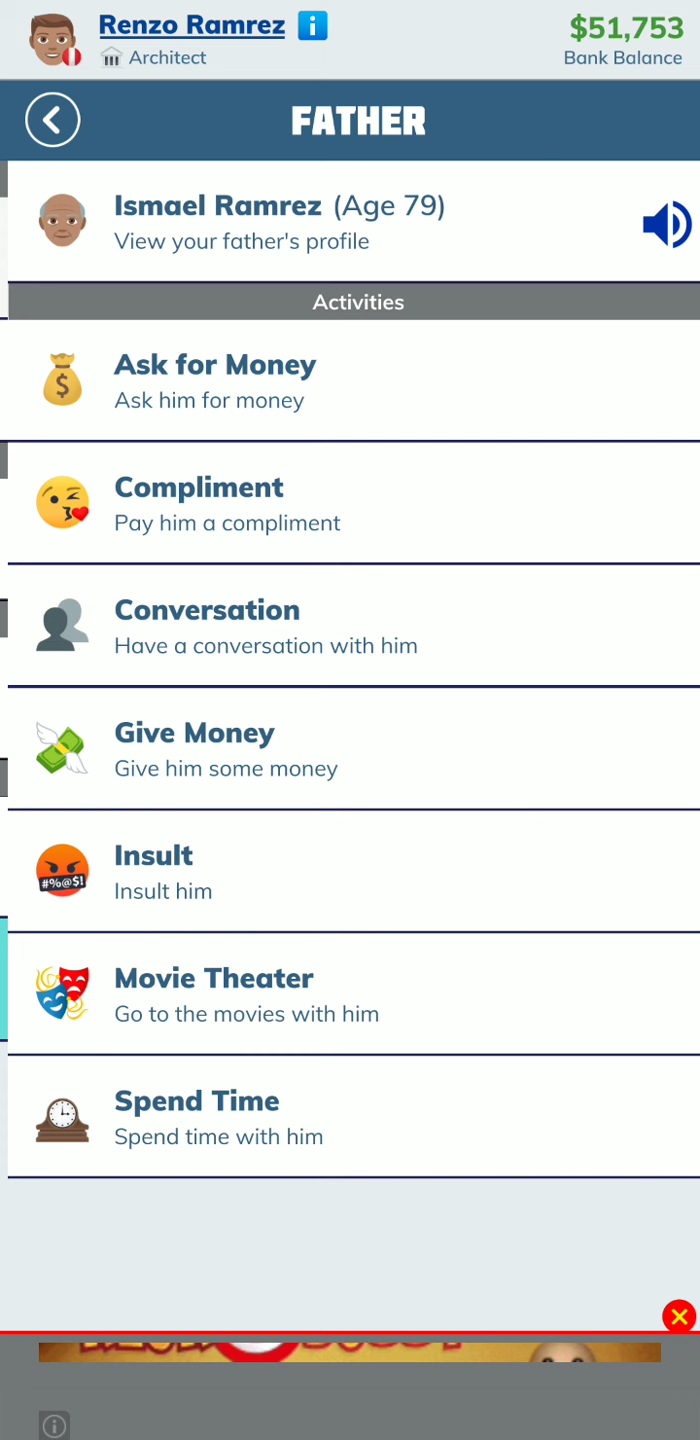 Renzo Ramrez
$51,753
Architect
Bank Balance
FATHER
Ismael Ramrez (Age 79)
View your father's profile
Activities
Ask for Money
Ask him for money
Compliment
Pay him a compliment
Conversation
Have a conversation with him
Give Money
Give him some money
Insult
#%@$!
Insult him
Movie Theater
Go to the movies with him
Spend Time
Spend time with him